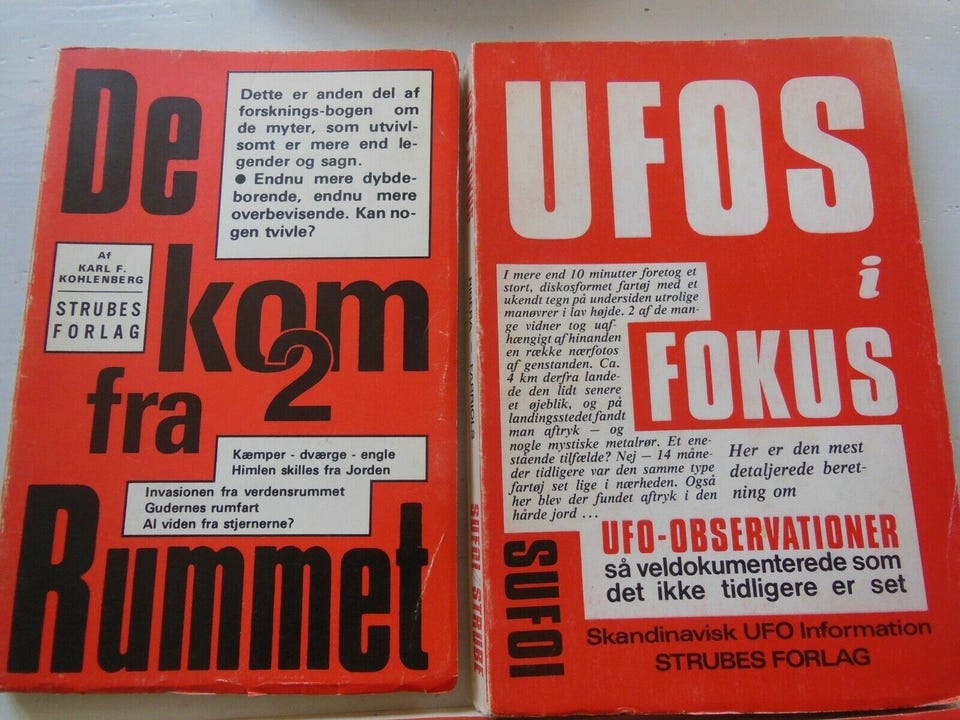 De
kom
2
fra
Rummet
Dette er anden del af
forsknings-bogen om
de myter, som utvivl-
somt er mere end le-
gender og sagn.
● Endnu mere dybde-
borende, endnu mere
overbevisende. Kan no-
gen tvivle?
Af
KARL F.
KOHLENBERG
STRUBES
FORLAG
Kæmper - dværge - engle
Himlen skilles fra Jorden
Invasionen fra verdensrummet
Gudernes rumfart
Al viden fra stjernerne?
SUFOI/STRUBE
UFOS
i
FOKUS
I mere end 10 minutter foretog et
stort, diskosformet fartøj med et
ukendt tegn på undersiden utrolige
manøvrer i lav højde. 2 af de man-
ge vidner tog uaf-
hængigt af hinanden
en række nærfotos
af genstanden. Ca.
4 km derfra lande-
de den lidt senere
et øjeblik, og på
landingsstedet fandt
man aftryk — og
nogle mystiske metalrør. Et ene-
stående tilfælde? Nej — 14 måne-
der tidligere var den samme type
fartøj set lige i nærheden. Også
her blev der fundet aftryk i den
hårde jord ...
Her er den mest
detaljerede beret-
ning om
UFO-OBSERVATIONER
så veldokumenterede som
det ikke tidligere er set
SUFOI
Skandinavisk UFO Information
STRUBES FORLAG